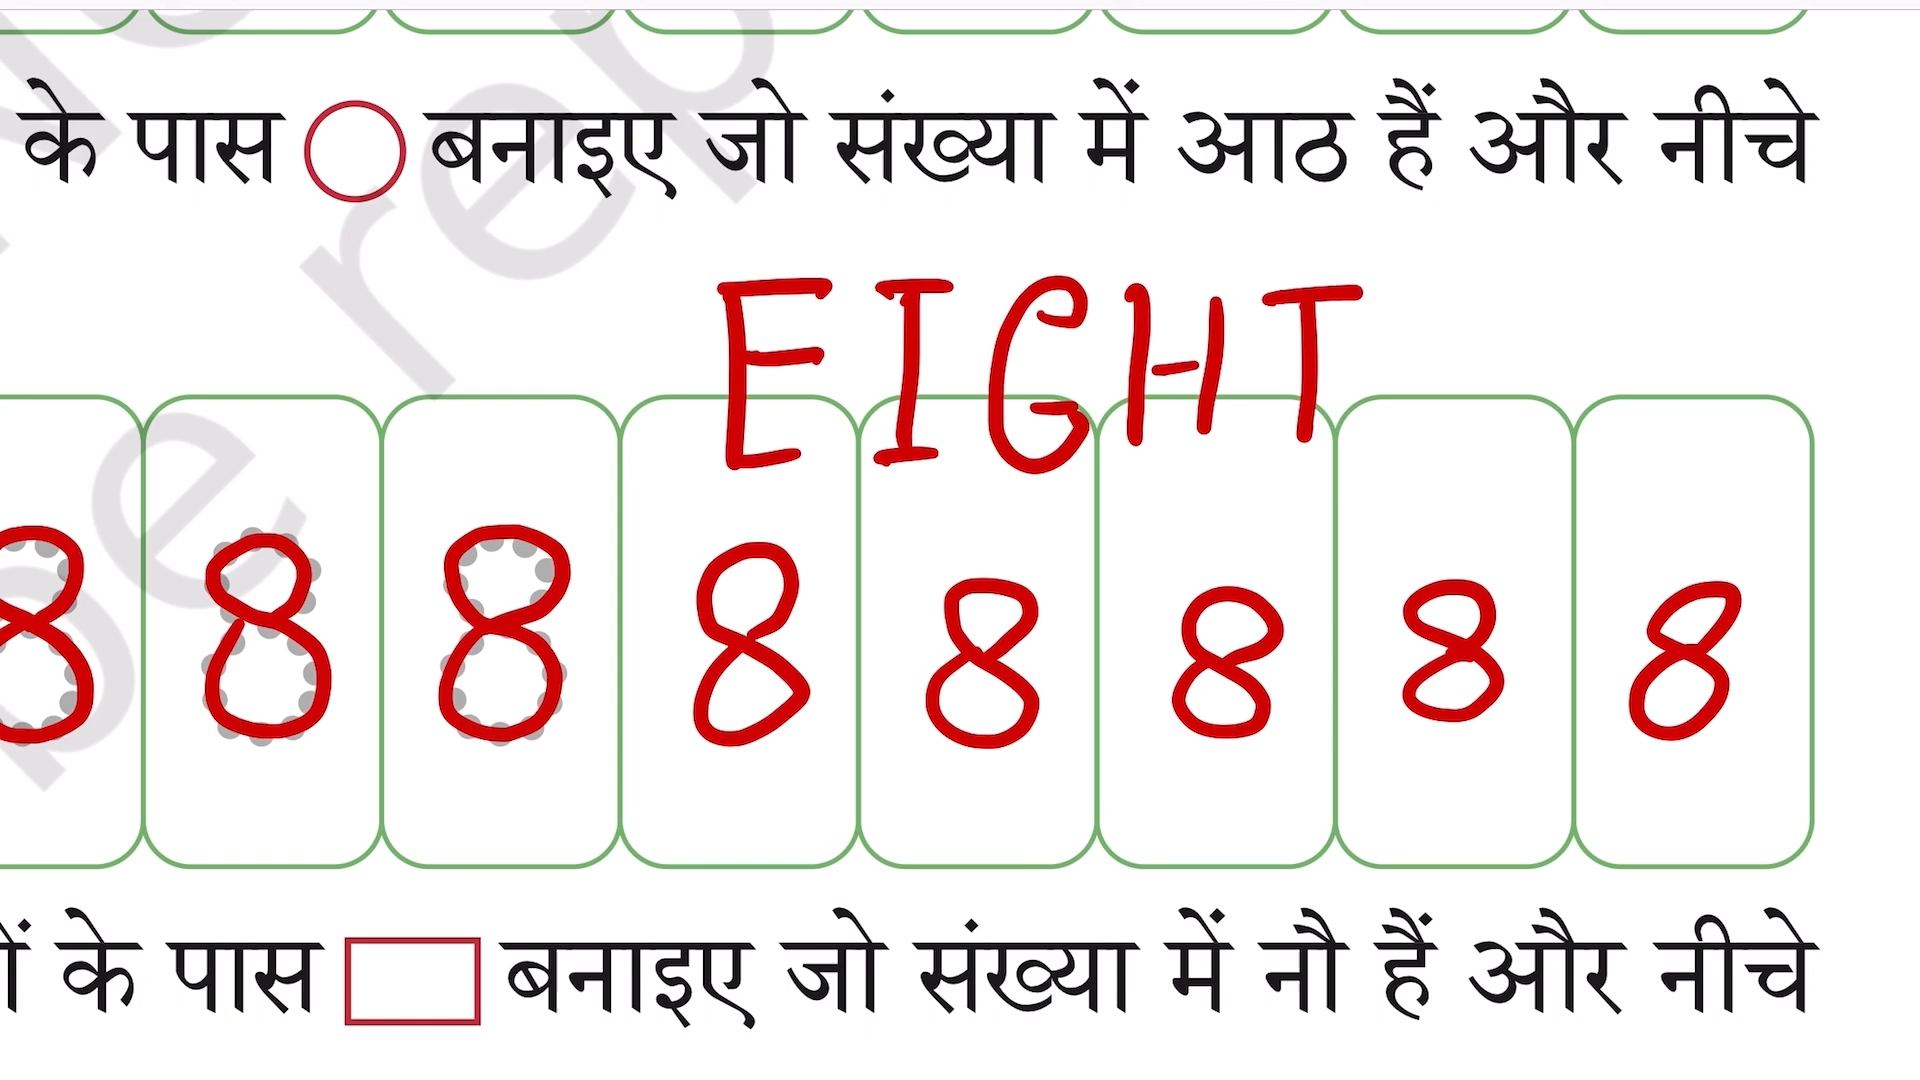 के पास ○ बनाइए जो संख्या में आठ हैं और नीचे
EIGHT
8 8 8 8 8 8 8 8
के पास बनाइए जो संख्या में नौ हैं और नीचे